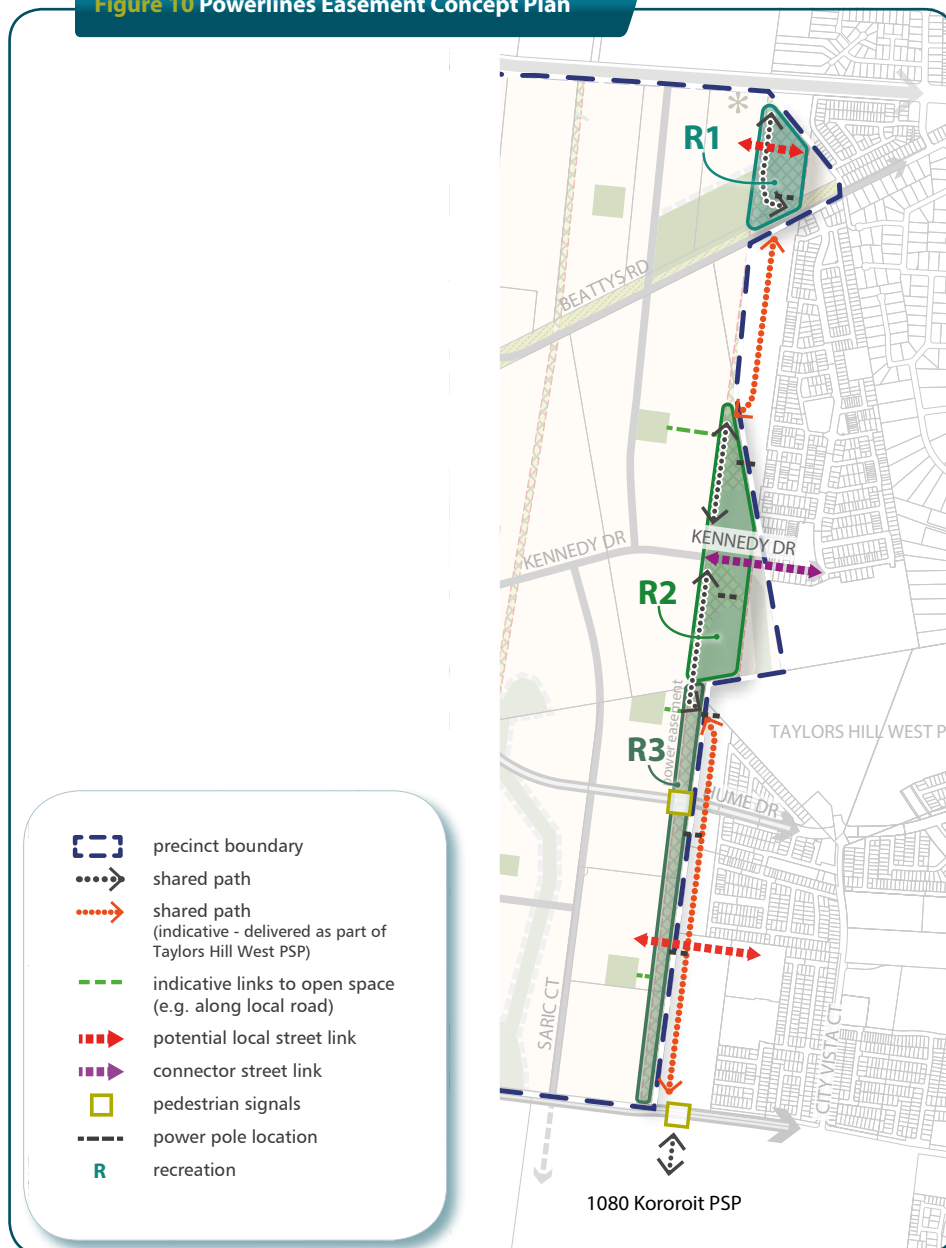 Figure 10 Powerlines Easement Concept Plan
R1
BEATTYS RD
KENNEDY DR
KENNEDY DR
R2
power easement
TAYLORS HILL WEST P
R3
HUME DR
SARIC CT
CITY VISTA CT
1080 Kororoit PSP
precinct boundary
shared path
shared path
(indicative - delivered as part of
Taylors Hill West PSP)
indicative links to open space
(e.g. along local road)
potential local street link
connector street link
pedestrian signals
power pole location
R recreation